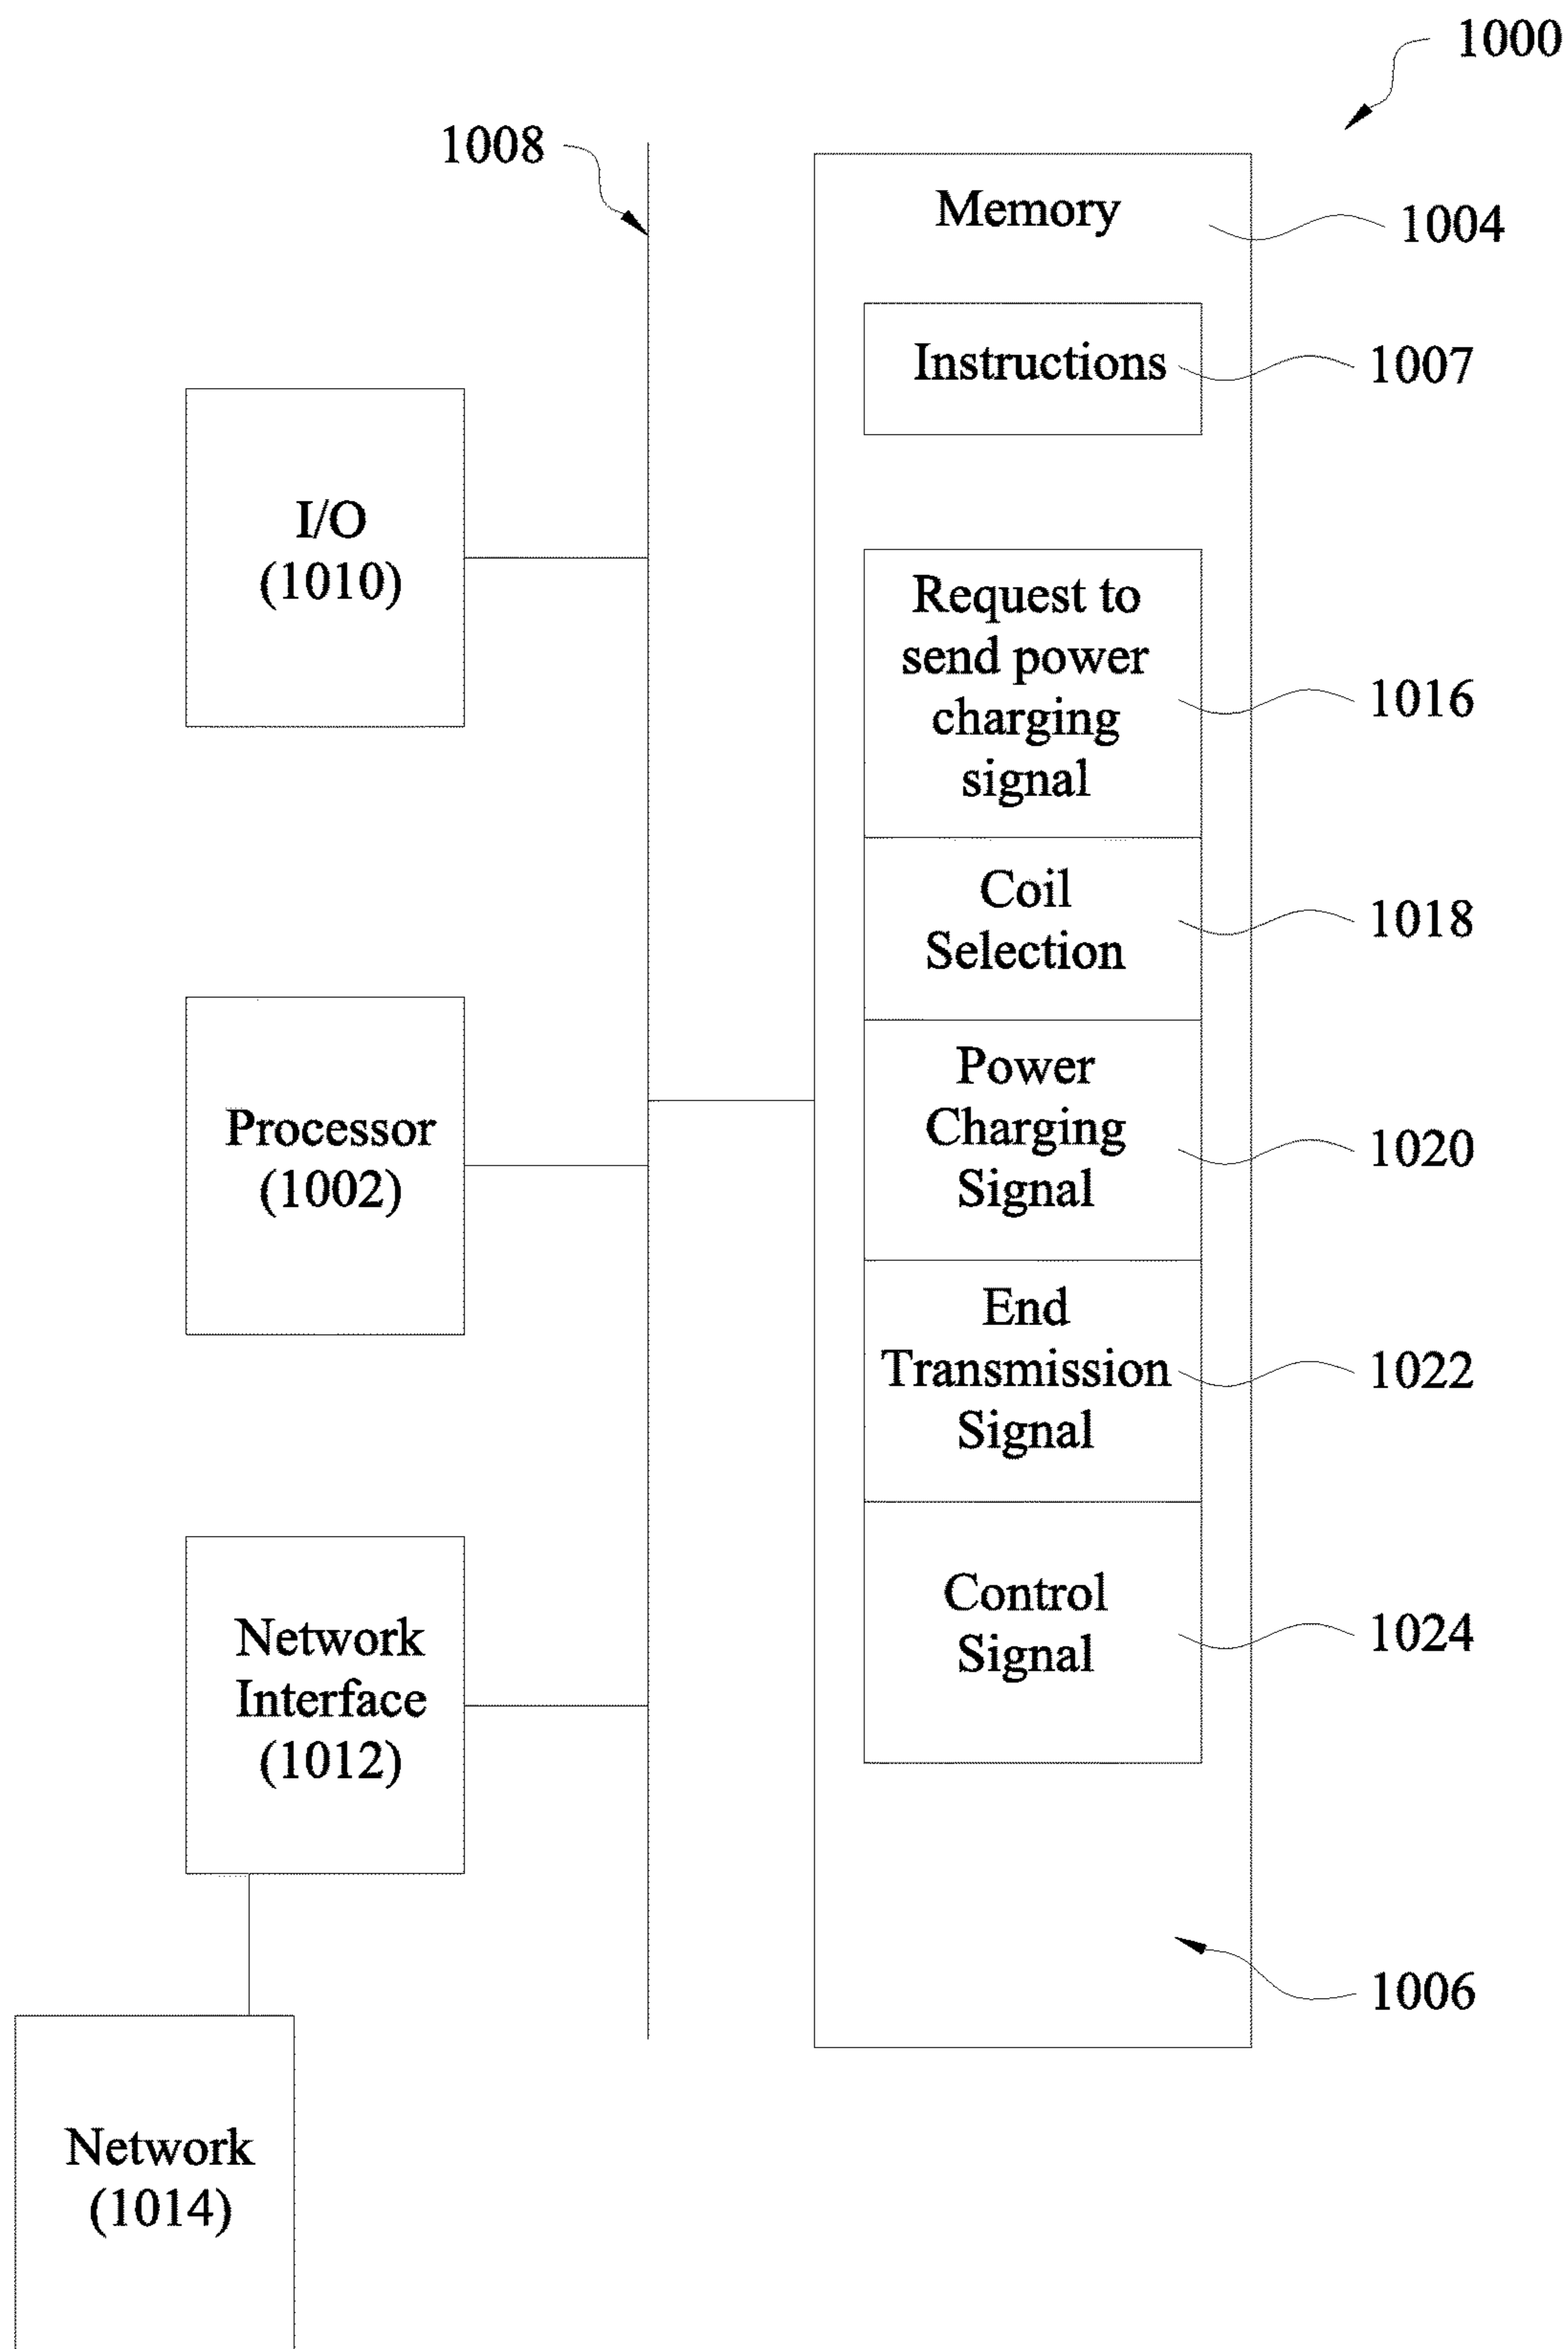 1000
1008
Memory
1004
Instructions
1007
I/O
(1010)
Request to
send power
charging
signal
1016
Coil
Selection
1018
Processor
(1002)
Power
Charging
Signal
1020
End
Transmission
Signal
1022
Network
Interface
(1012)
Control
Signal
1024
1006
Network
(1014)